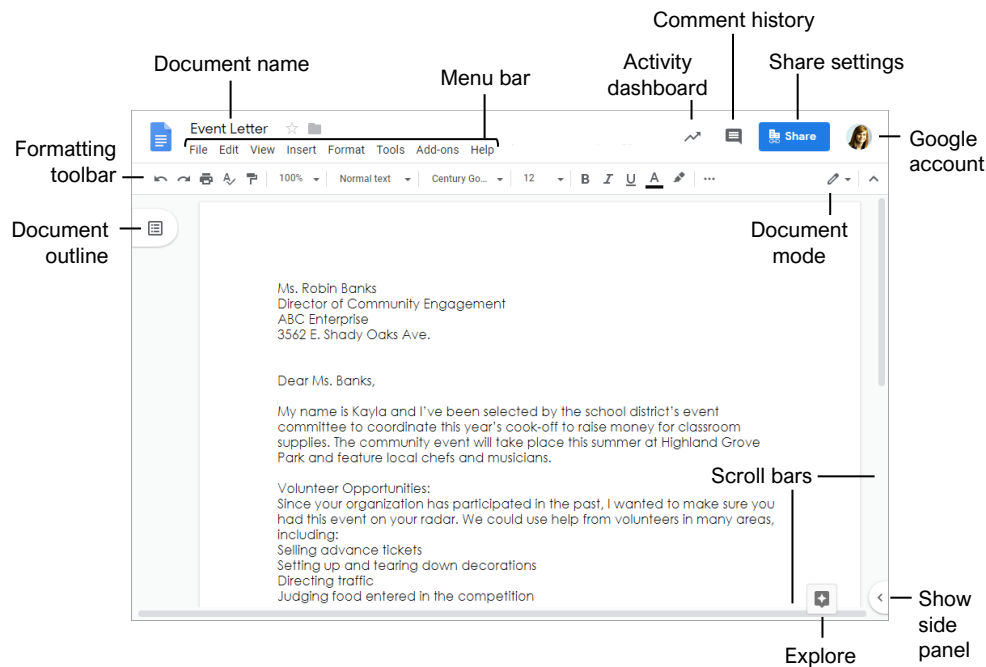 Comment history
Document name
Menu bar
Activity
dashboard
Share settings
Event Letter
File Edit View Insert Format Tools Add-ons Help
Share
Google
account
Formatting
toolbar
100% Normal text Century Go... 12 B I U A ...
Document
outline
Document
mode
Ms. Robin Banks
Director of Community Engagement
ABC Enterprise
3562 E. Shady Oaks Ave.
Dear Ms. Banks,
My name is Kayla and I've been selected by the school district's event
committee to coordinate this year's cook-off to raise money for classroom
supplies. The community event will take place this summer at Highland Grove
Park and feature local chefs and musicians.
Scroll bars
Volunteer Opportunities:
Since your organization has participated in the past, I wanted to make sure you
had this event on your radar. We could use help from volunteers in many areas,
including:
Selling advance tickets
Setting up and tearing down decorations
Directing traffic
Judging food entered in the competition
Show
side
panel
Explore